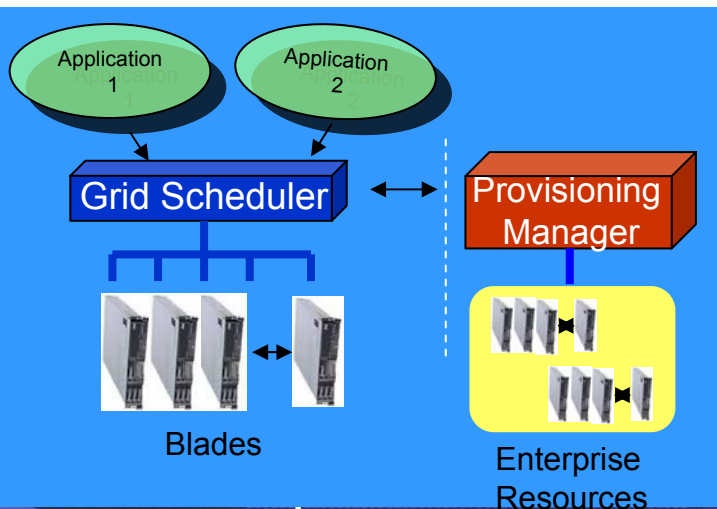 Application
1
Application
2
Grid Scheduler
Provisioning
Manager
Blades
Enterprise
Resources